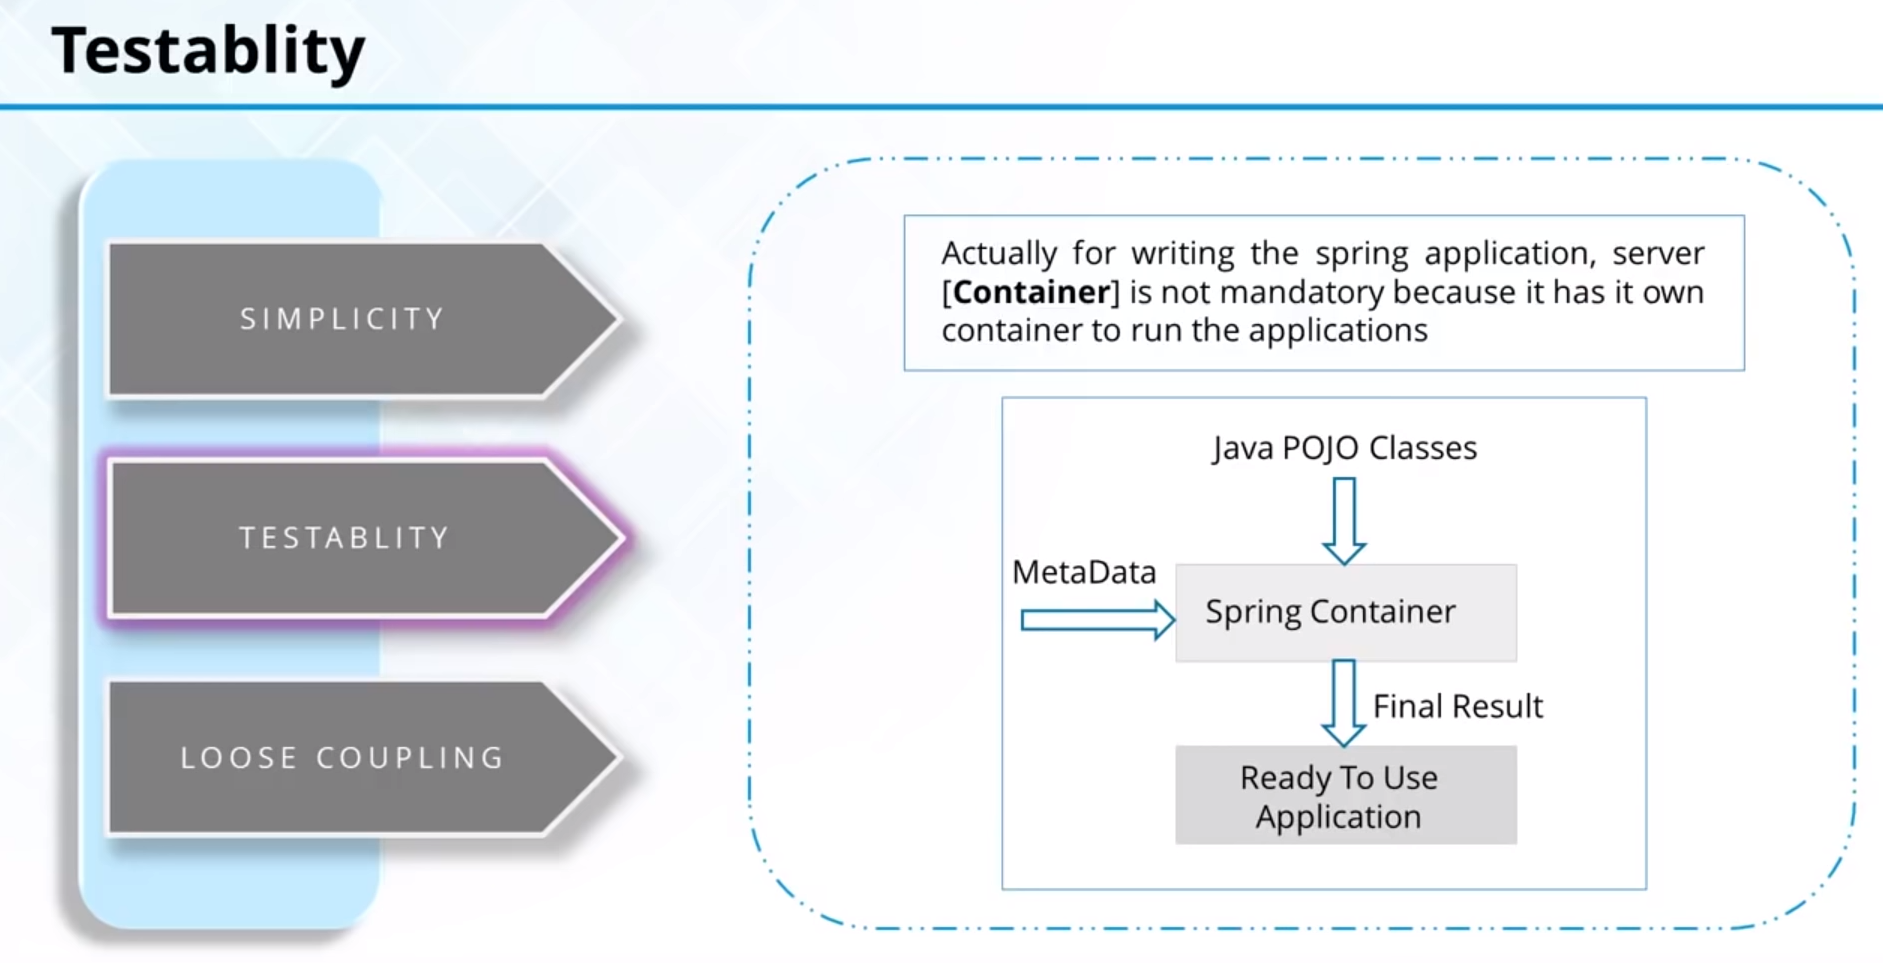 Testablity
SIMPLICITY
TESTABLITY
LOOSE COUPLING
Actually for writing the spring application, server
[Container] is not mandatory because it has it own
container to run the applications
Java POJO Classes
MetaData
Spring Container
Final Result
Ready To Use
Application